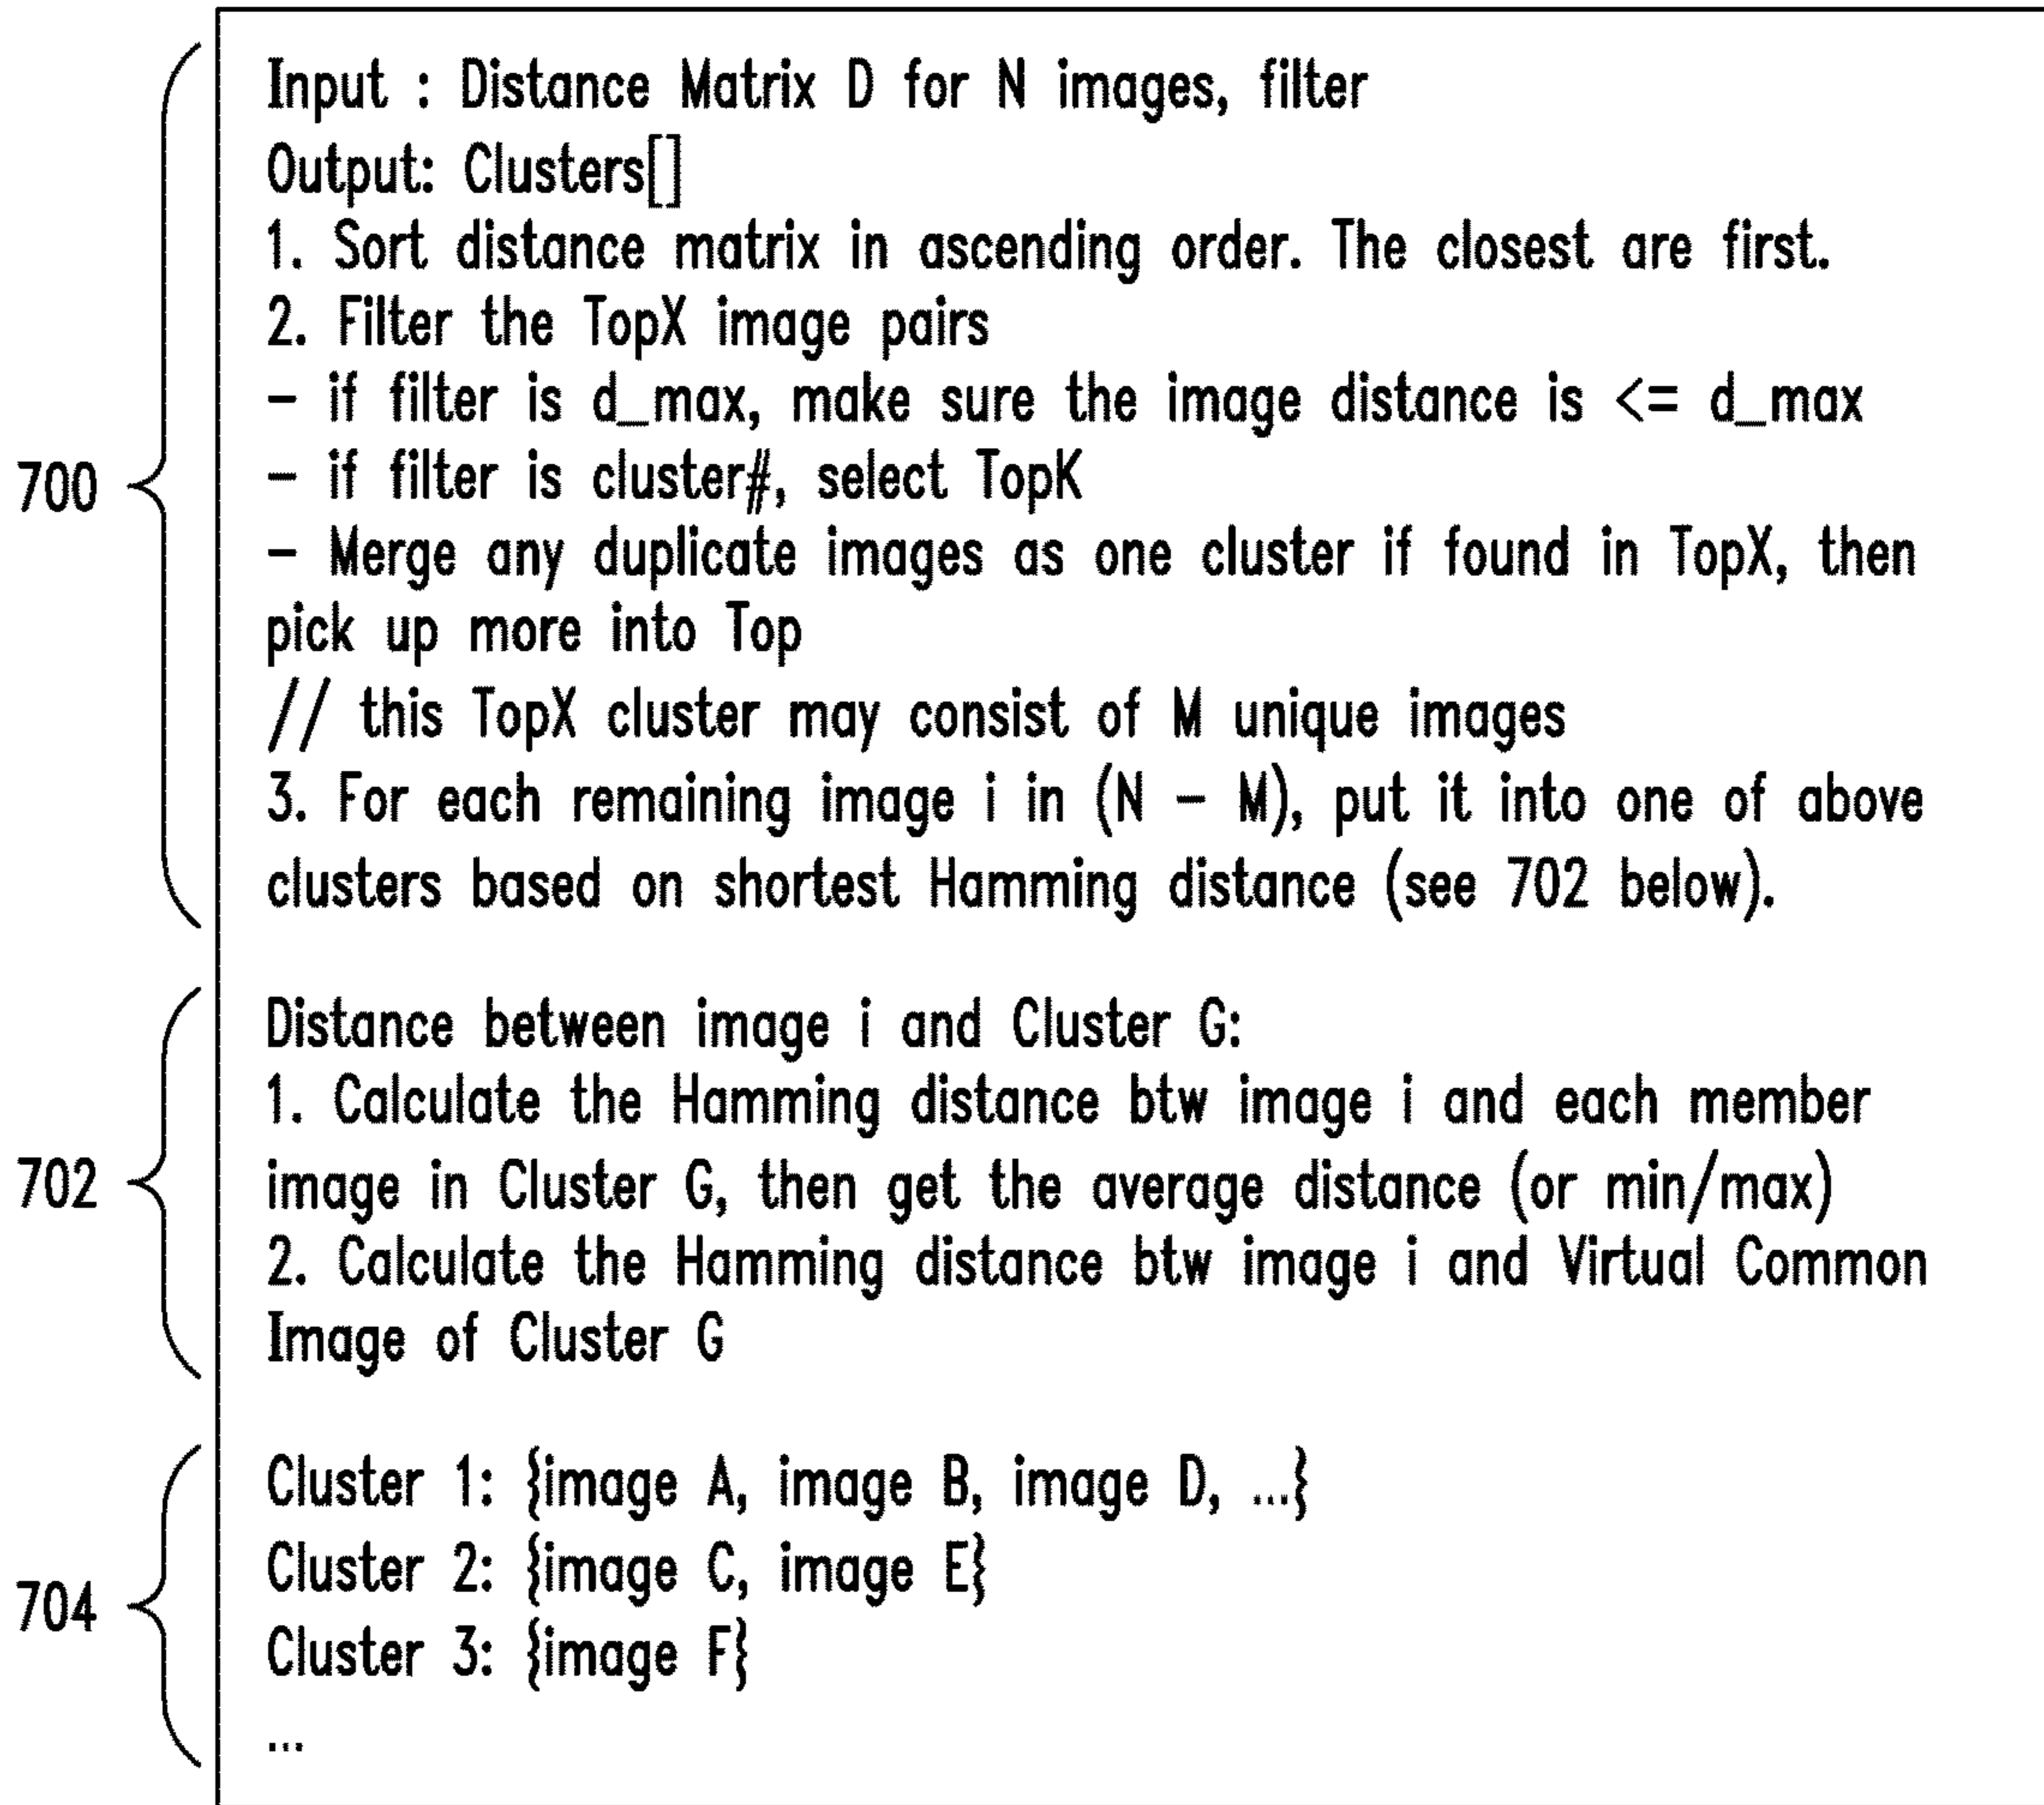 Input : Distance Matrix D for N images, filter
Output: Clusters[]
1. Sort distance matrix in ascending order. The closest are first.
2. Filter the TopX image pairs
– if filter is d_max, make sure the image distance is <= d_max
– if filter is cluster#, select TopK
– Merge any duplicate images as one cluster if found in TopX, then
pick up more into Top
// this TopX cluster may consist of M unique images
3. For each remaining image i in (N – M), put it into one of above
clusters based on shortest Hamming distance (see 702 below).
700
Distance between image i and Cluster G:
1. Calculate the Hamming distance btw image i and each member
image in Cluster G, then get the average distance (or min/max)
2. Calculate the Hamming distance btw image i and Virtual Common
Image of Cluster G
702
Cluster 1: {image A, image B, image D, ...}
Cluster 2: {image C, image E}
Cluster 3: {image F}
...
704